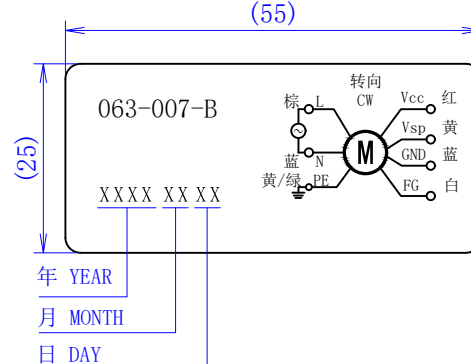 (55)
(25)
063-007-B
转向
CW
棕 L
蓝 N
黄/绿 PE
M
Vcc 红
Vsp 黄
GND 蓝
FG 白
XXXX XX XX
年 YEAR
月 MONTH
日 DAY